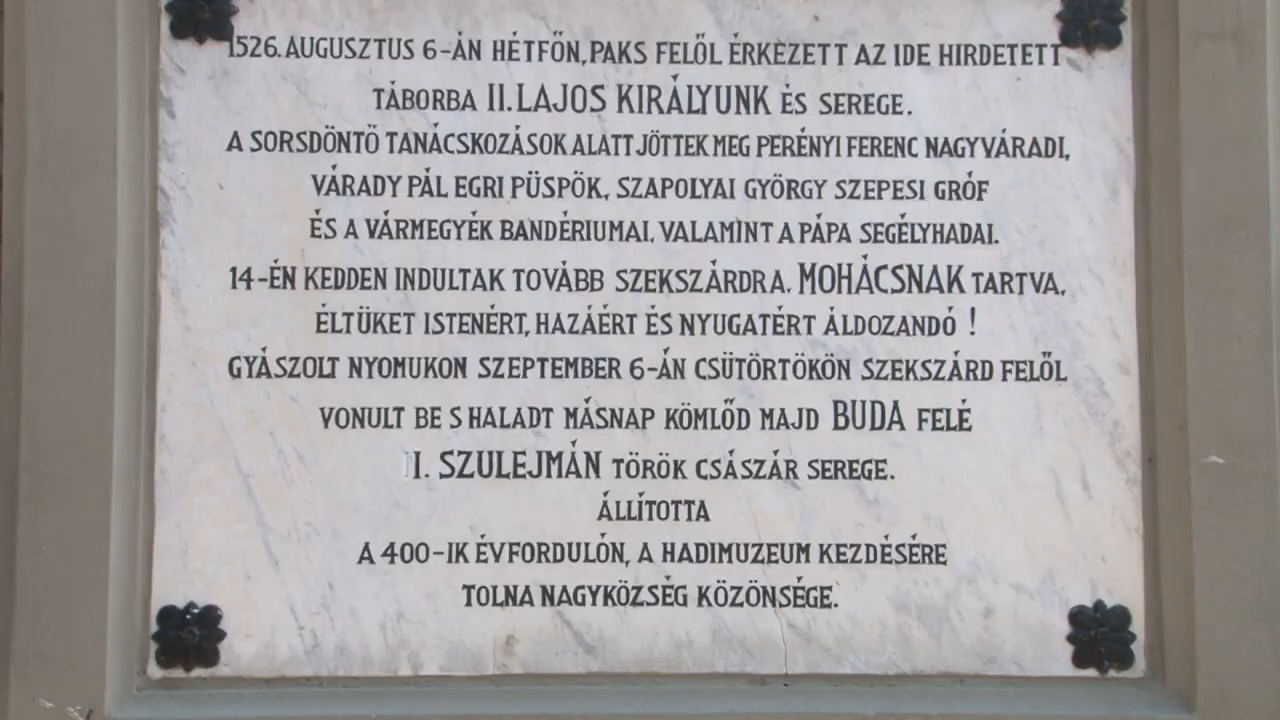 1526. AUGUSZTUS 6-ÁN HÉTFŐN, PAKS FELŐL ÉRKEZETT AZ IDE HIRDETETT
TÁBORBA II. LAJOS KIRÁLYUNK ÉS SEREGE.
A SORSDÖNTŐ TANÁCSKOZÁSOK ALATT JÖTTEK MEG PERÉNYI FERENC NAGYVÁRADI,
VÁRADY PÁL EGRI PÜSPÖK, SZAPOLYAI GYÖRGY SZEPESI GRÓF
ÉS A VÁRMEGYÉK BANDÉRIUMAI, VALAMINT A PÁPA SEGÉLYHADAI.
14-ÉN KEDDEN INDULTAK TOVÁBB SZEKSZÁRDRA. MOHÁCSNAK TARTVA,
ÉLTÜKET ISTENÉRT, HAZÁÉRT ÉS NYUGATÉRT ÁLDOZANDÓ !
GYÁSZOLT NYOMUKON SZEPTEMBER 6-ÁN CSÜTÖRTÖKÖN SZEKSZÁRD FELŐL
VONULT BE S HALADT MÁSNAP KÖMLŐD MAJD BUDA FELÉ
II. SZULEJMÁN TÖRÖK CSÁSZÁR SEREGE.
ÁLLÍTOTTA
A 400-IK ÉVFORDULÓN, A HADIMUZEUM KEZDÉSÉRE
TOLNA NAGYKÖZSÉG KÖZÖNSÉGE.